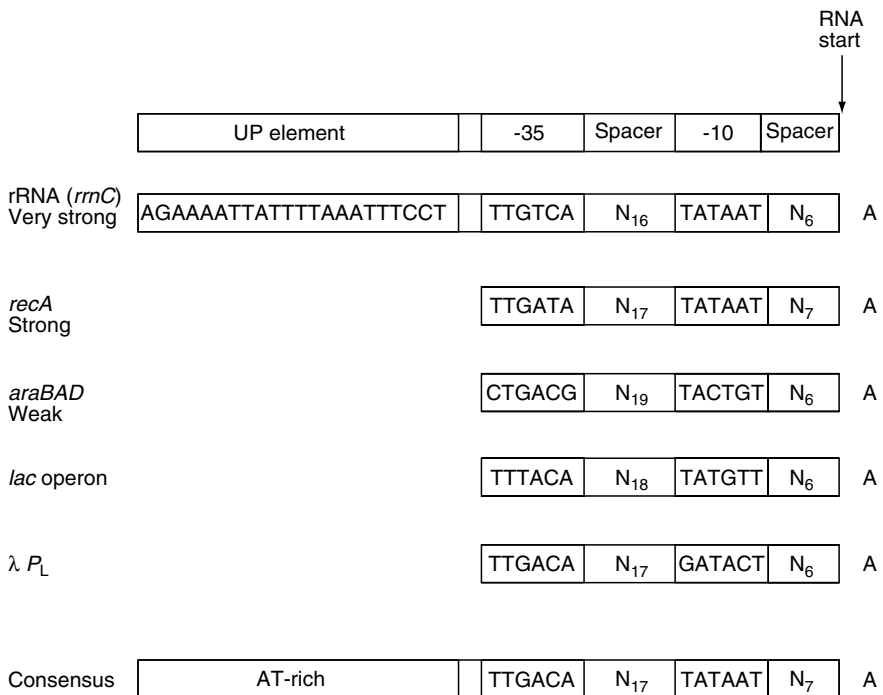 RNA
start
UP element -35 Spacer -10 Spacer
rRNA (rrnC)
Very strong
AGAAAATTATTTTAAATTTCCT TTGTCA N16 TATAAT N6 A
recA
Strong
TTGATA N17 TATAAT N7 A
araBAD
Weak
CTGACG N19 TACTGT N6 A
lac operon TTTACA N18 TATGTT N6 A
λ PL TTGACA N17 GATACT N6 A
Consensus AT-rich TTGACA N17 TATAAT N7 A